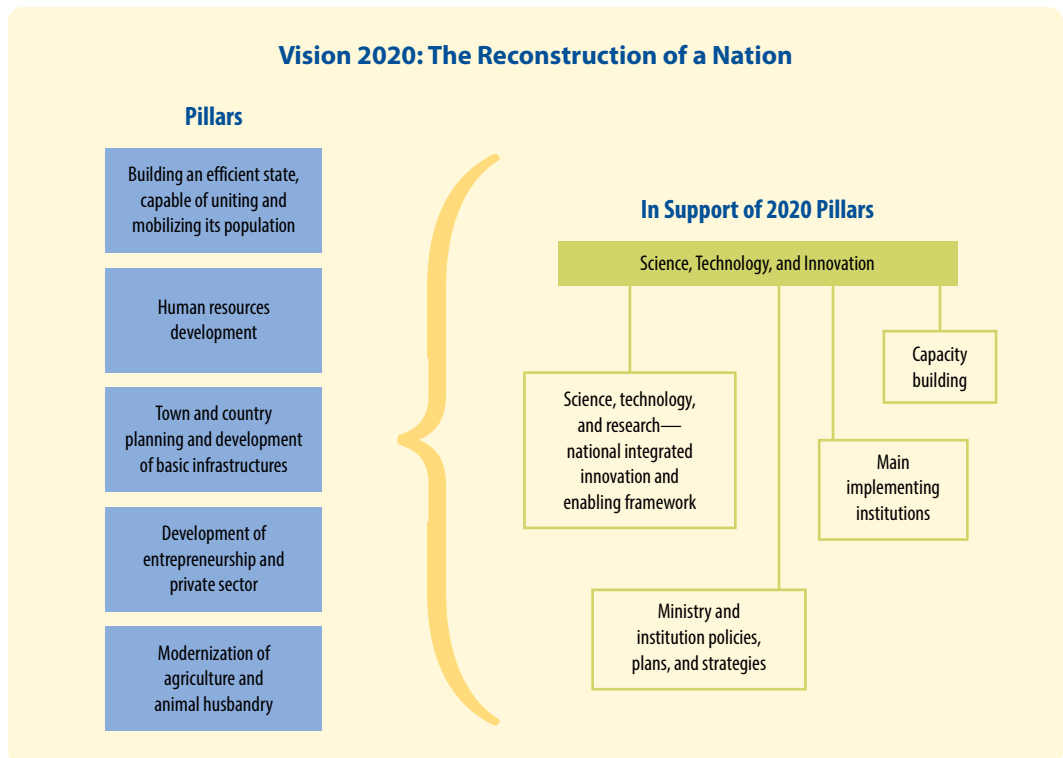 Vision 2020: The Reconstruction of a Nation
Pillars
Building an efficient state,
capable of uniting and
mobilizing its population
Human resources
development
Town and country
planning and development
of basic infrastructures
Development of
entrepreneurship and
private sector
Modernization of
agriculture and
animal husbandry
In Support of 2020 Pillars
Science, Technology, and Innovation
Science, technology,
and research—
national integrated
innovation and
enabling framework
Ministry and
institution policies,
plans, and strategies
Main
implementing
institutions
Capacity
building